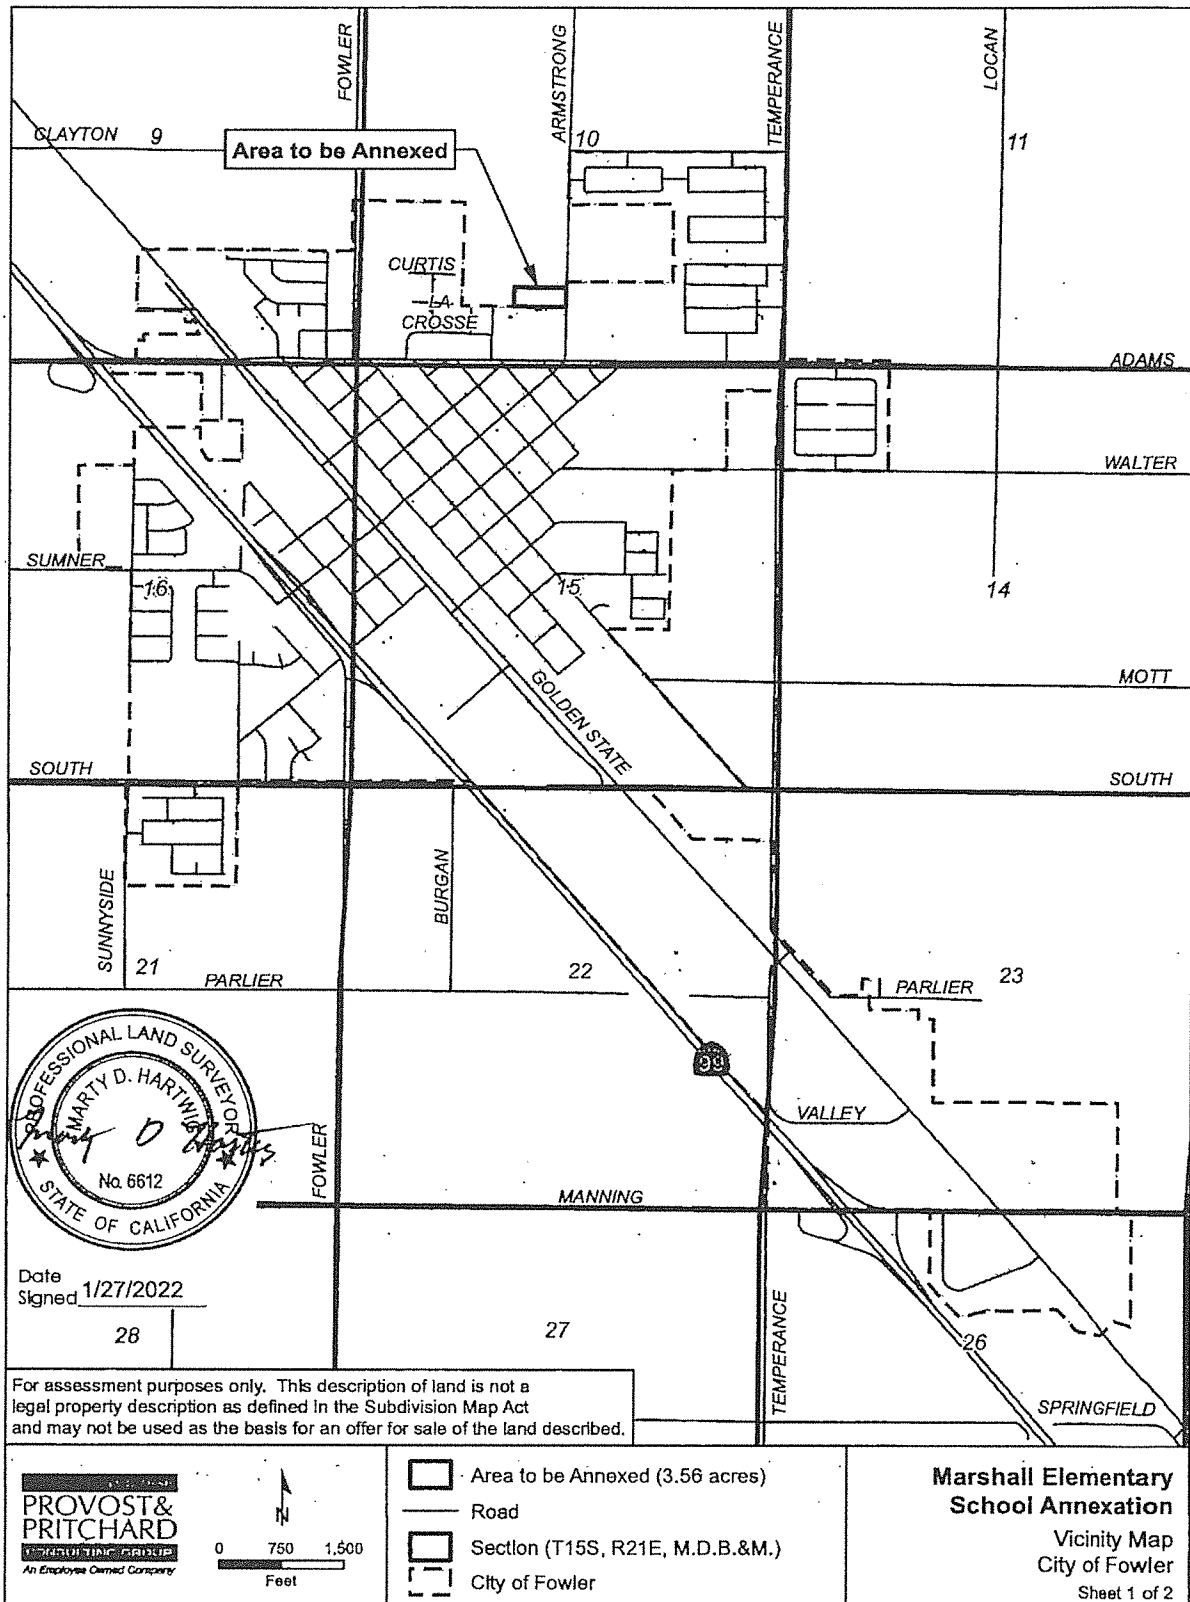 FOWLER
ARMSTRONG
TEMPERANCE
LOCAN
CLAYTON
9
10
11
Area to be Annexed
CURTIS
LA
CROSSE
ADAMS
WALTER
SUMNER
16
15
14
MOTT
GOLDEN STATE
SOUTH
SOUTH
SUNNYSIDE
BURGAN
21
22
23
PARLIER
PARLIER
99
VALLEY
FOWLER
MANNING
PROFESSIONAL LAND SURVEYOR
MARTY D. HARTWIG
No. 6612
STATE OF CALIFORNIA
Date
Signed 1/27/2022
28
27
26
TEMPERANCE
SPRINGFIELD
For assessment purposes only. This description of land is not a
legal property description as defined in the Subdivision Map Act
and may not be used as the basis for an offer for sale of the land described.
PROVOST&
PRITCHARD
CONSULTING GROUP
An Employee Owned Company
N
0 750 1,500
Feet
Area to be Annexed (3.56 acres)
Road
Section (T15S, R21E, M.D.B.&M.)
City of Fowler
Marshall Elementary
School Annexation
Vicinity Map
City of Fowler
Sheet 1 of 2